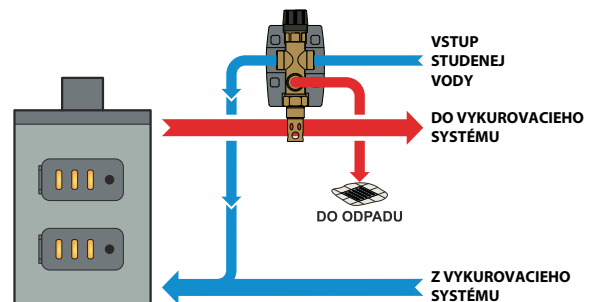 VSTUP
STUDENEJ
VODY
DO VYKUROVACIEHO
SYSTÉMU
DO ODPADU
Z VYKUROVACIEHO
SYSTÉMU